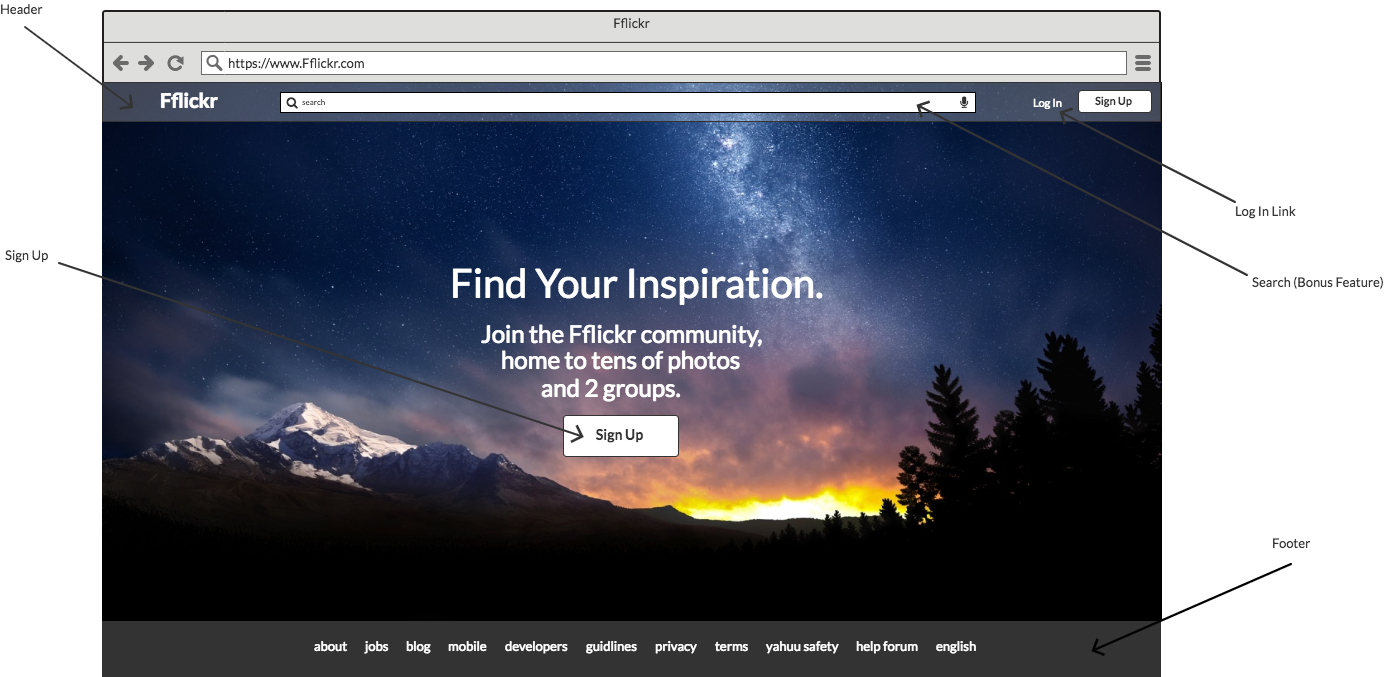 Header
Fflickr
https://www.Fflickr.com
Fflickr
search
Log In
Sign Up
Log In Link
Sign Up
Search (Bonus Feature)
Find Your Inspiration.
Join the Fflickr community,
home to tens of photos
and 2 groups.
Sign Up
Footer
about jobs blog mobile developers guidlines privacy terms yahuu safety help forum english